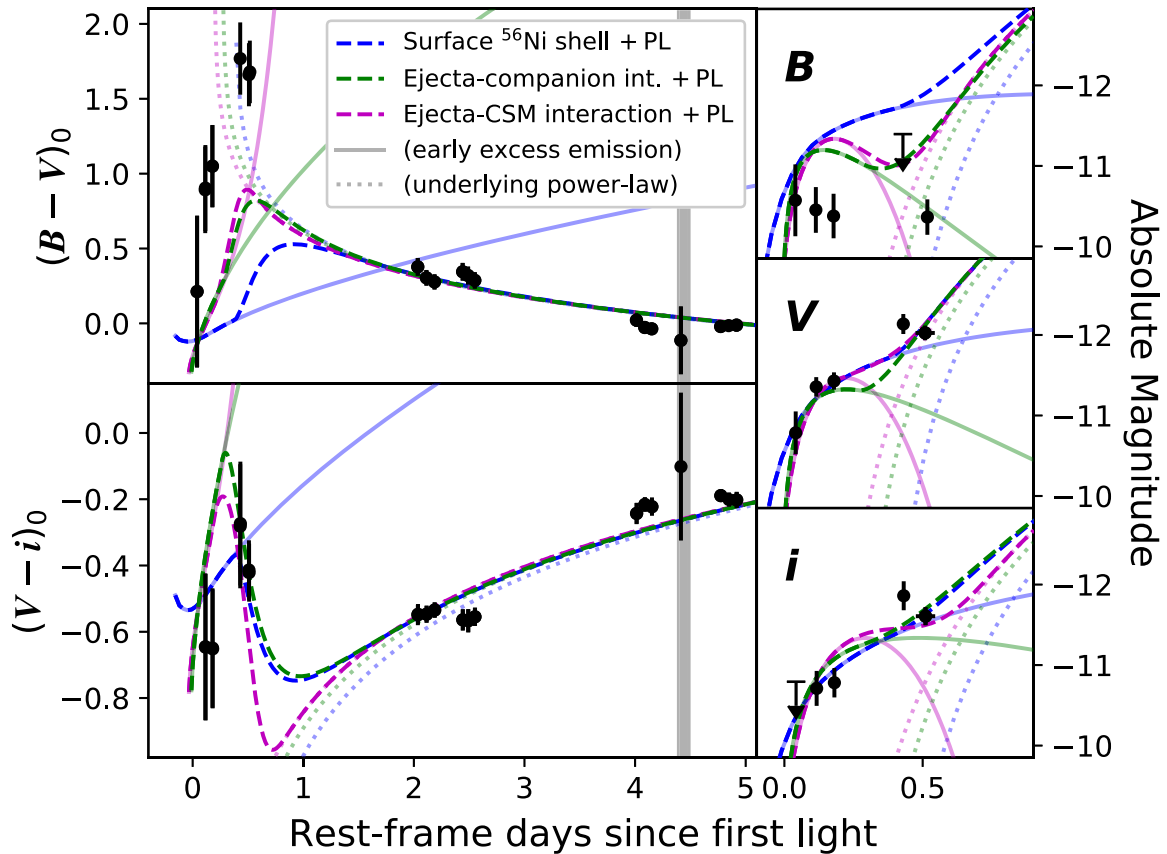 2.0
1.5
1.0
0.5
0.0
(B − V)₀
Surface ⁵⁶Ni shell + PL
Ejecta-companion int. + PL
Ejecta-CSM interaction + PL
(early excess emission)
(underlying power-law)
0.0
−0.2
−0.4
−0.6
−0.8
(V − i)₀
0
1
2
3
4
5
Rest-frame days since first light
B
−12
−11
−10
V
−12
−11
−10
i
−12
−11
−10
0.0
0.5
Absolute Magnitude